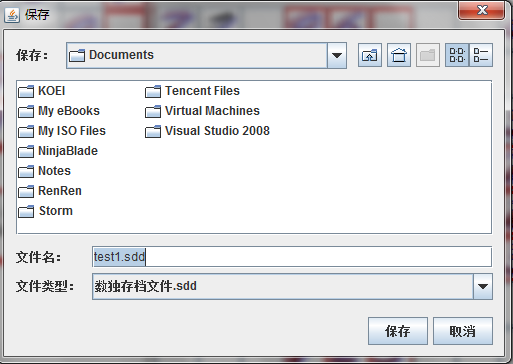 保存
保存: Documents
KOEI Tencent Files
My eBooks Virtual Machines
My ISO Files Visual Studio 2008
NinjaBlade
Notes
RenRen
Storm
文件名: test1.sdd
文件类型: 数独存档文件.sdd
保存 取消